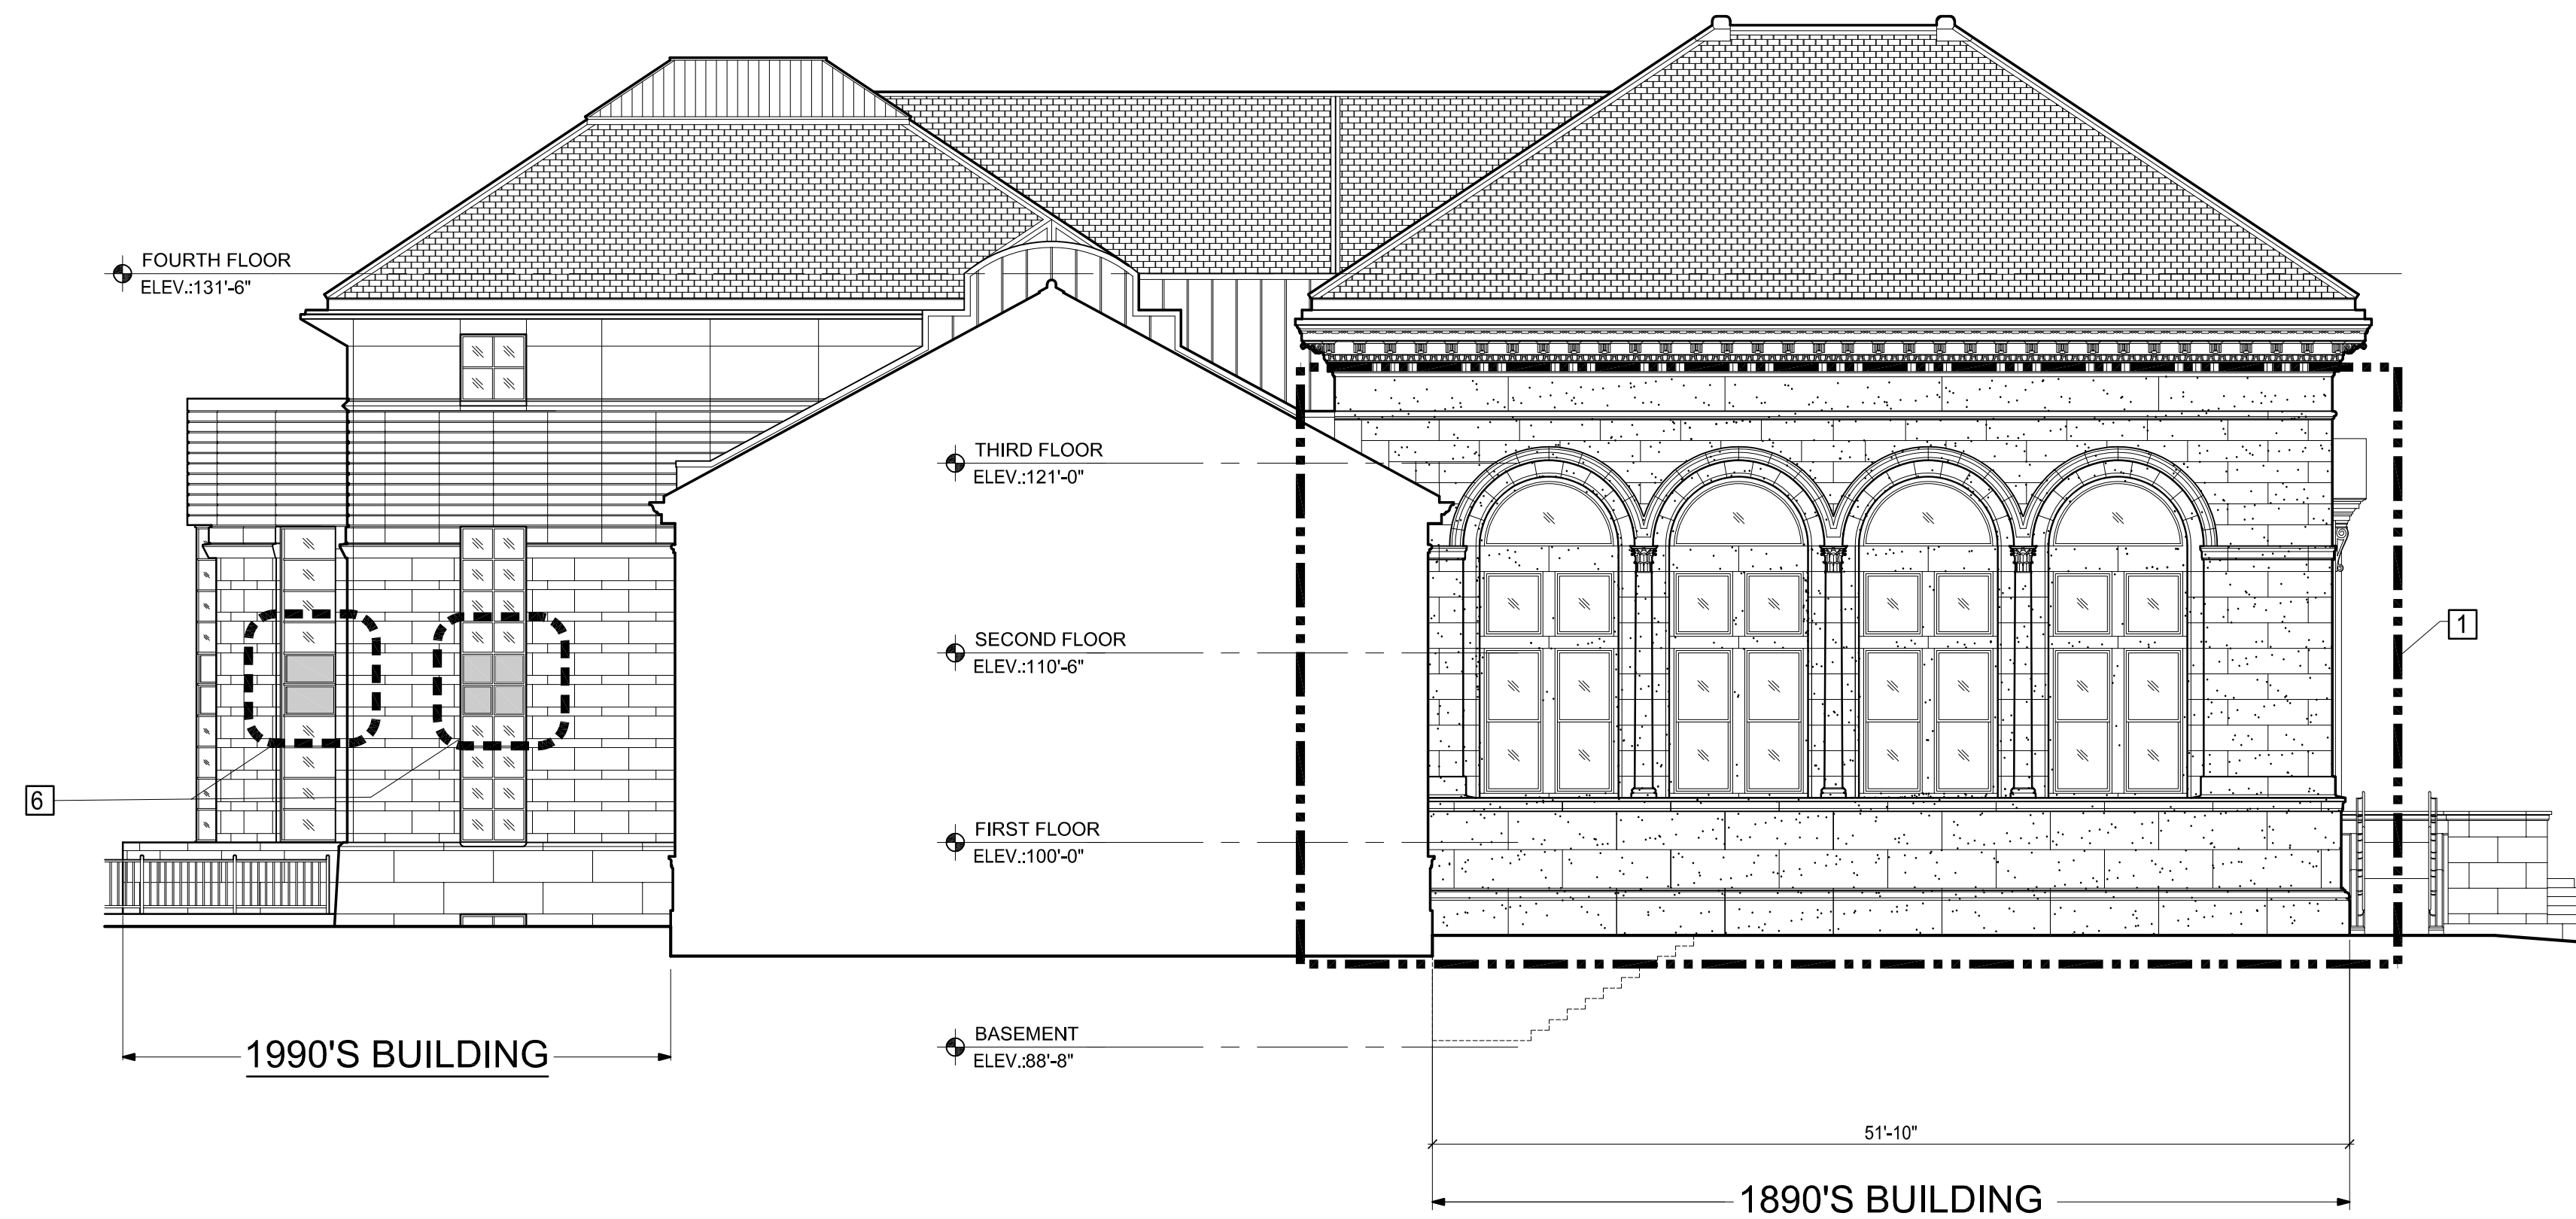 FOURTH FLOOR
ELEV.:131'-6"
THIRD FLOOR
ELEV.:121'-0"
SECOND FLOOR
ELEV.:110'-6"
1
6
FIRST FLOOR
ELEV.:100'-0"
BASEMENT
ELEV.:88'-8"
1990'S BUILDING
51'-10"
1890'S BUILDING